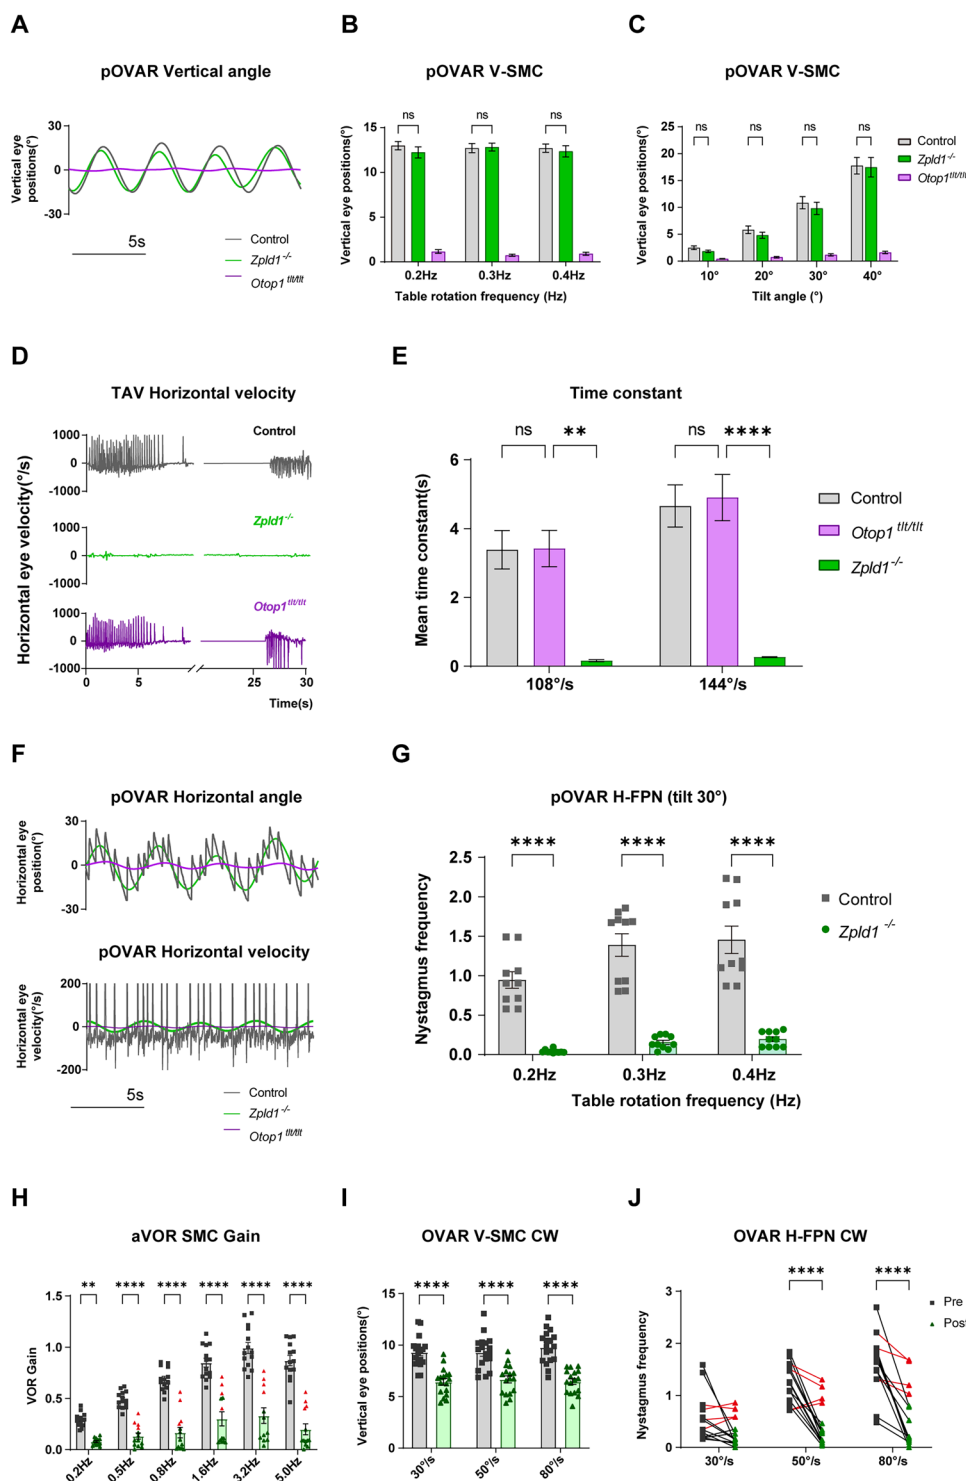 A
pOVAR Vertical angle
Vertical eye
positions(°)
30
0
-30
5s
Control
Zpld1-/-
Otop1 tlt/tlt
B
pOVAR V-SMC
Vertical eye positions(°)
15
10
5
0
ns
ns
ns
0.2Hz
0.3Hz
0.4Hz
Table rotation frequency (Hz)
C
pOVAR V-SMC
Vertical eye positions(°)
25
20
15
10
5
0
ns
ns
ns
ns
10°
20°
30°
40°
Tilt angle (°)
Control
Zpld1-/-
Otop1tlt/tlt
D
TAV Horizontal velocity
Horizontal eye velocity(°/s)
Control
1000
0
-1000
Zpld1-/-
1000
0
-1000
Otop1tlt/tlt
1000
0
-1000
0
5
25
30
Time(s)
E
Time constant
Mean time constant(s)
6
4
2
0
ns
**
ns
****
108°/s
144°/s
Control
Otop1 tlt/tlt
Zpld1-/-
F
pOVAR Horizontal angle
Horizontal eye
position(°)
30
0
-30
pOVAR Horizontal velocity
Horizontal eye
velocity(°/s)
200
0
-200
5s
Control
Zpld1-/-
Otop1 tlt/tlt
G
pOVAR H-FPN (tilt 30°)
Nystagmus frequency
2.5
2.0
1.5
1.0
0.5
0.0
****
****
****
0.2Hz
0.3Hz
0.4Hz
Table rotation frequency (Hz)
Control
Zpld1 -/-
H
aVOR SMC Gain
VOR Gain
1.5
1.0
0.5
0.0
**
****
****
****
****
****
0.2Hz
0.5Hz
0.8Hz
1.6Hz
3.2Hz
5.0Hz
I
OVAR V-SMC CW
Vertical eye positions(°)
15
10
5
0
****
****
****
30°/s
50°/s
80°/s
J
OVAR H-FPN CW
Nystagmus frequency
3
2
1
0
****
****
30°/s
50°/s
80°/s
Pre
Post